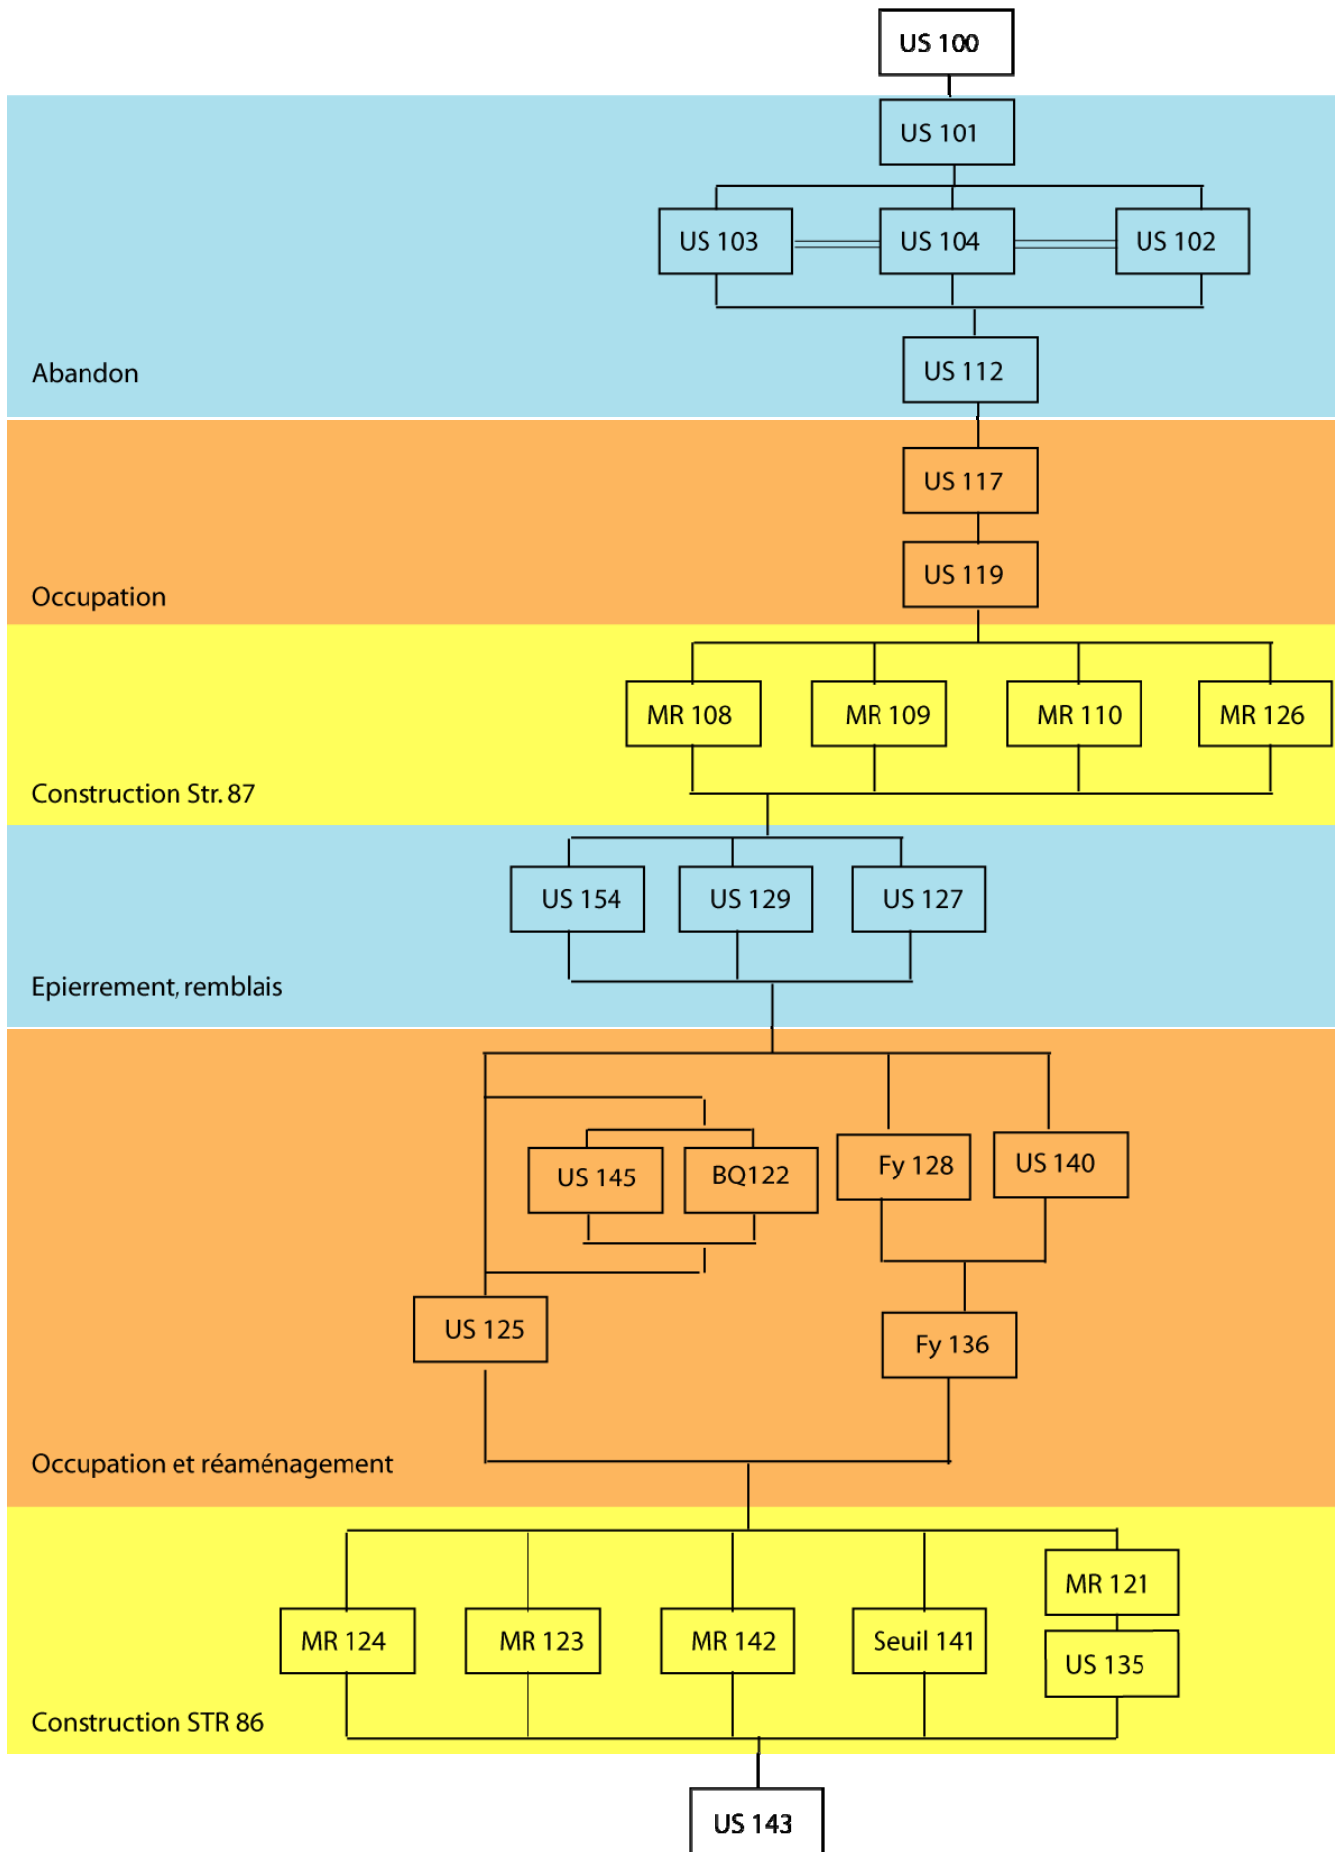 US 100
US 101
US 103
US 104
US 102
US 112
Abandon
US 117
US 119
Occupation
MR 108
MR 109
MR 110
MR 126
Construction Str. 87
US 154
US 129
US 127
Epierrement, remblais
US 145
BQ122
Fy 128
US 140
US 125
Fy 136
Occupation et réaménagement
MR 121
MR 124
MR 123
MR 142
Seuil 141
US 135
Construction STR 86
US 143